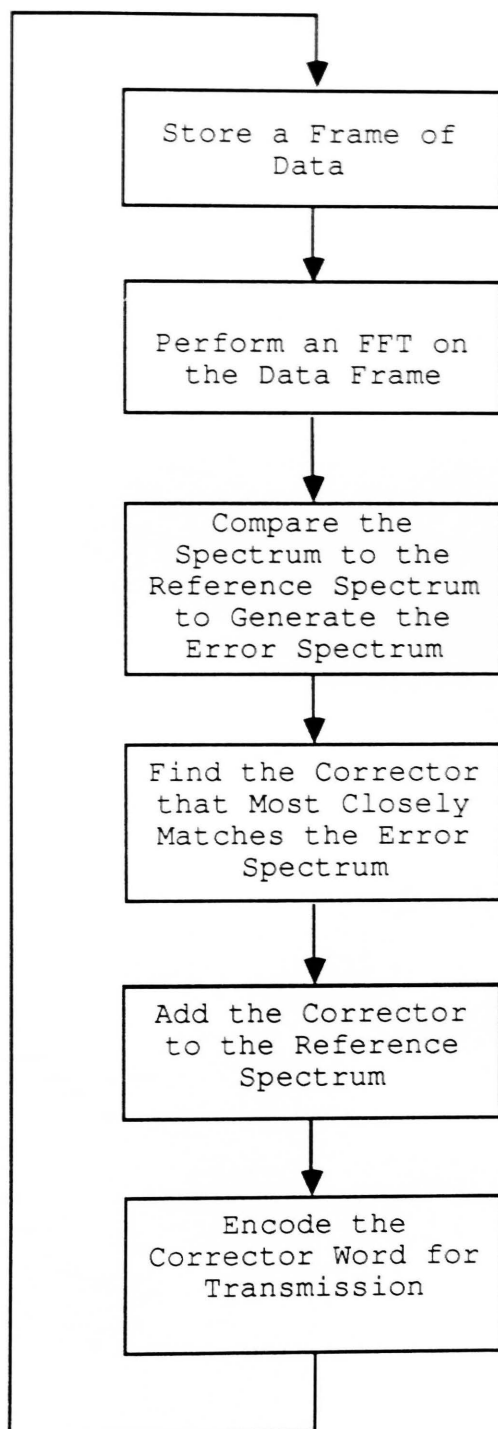 Store a Frame of
Data
Perform an FFT on
the Data Frame
Compare the
Spectrum to the
Reference Spectrum
to Generate the
Error Spectrum
Find the Corrector
that Most Closely
Matches the Error
Spectrum
Add the Corrector
to the Reference
Spectrum
Encode the
Corrector Word for
Transmission